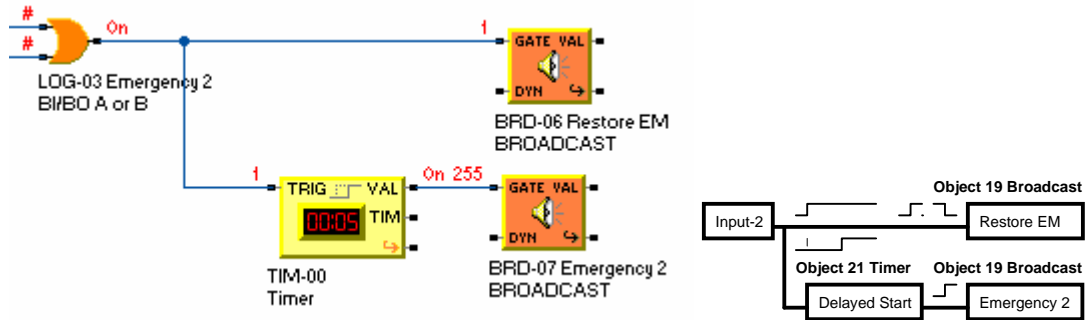 #
On
#
LOG-03 Emergency 2
BI/BO A or B
1
GATE VAL
DYN
BRD-06 Restore EM
BROADCAST
1
TRIG VAL
00:05
TIM
TIM-00
Timer
On 255
GATE VAL
DYN
BRD-07 Emergency 2
BROADCAST
Object 19 Broadcast
Input-2
Restore EM
Object 21 Timer
Object 19 Broadcast
Delayed Start
Emergency 2